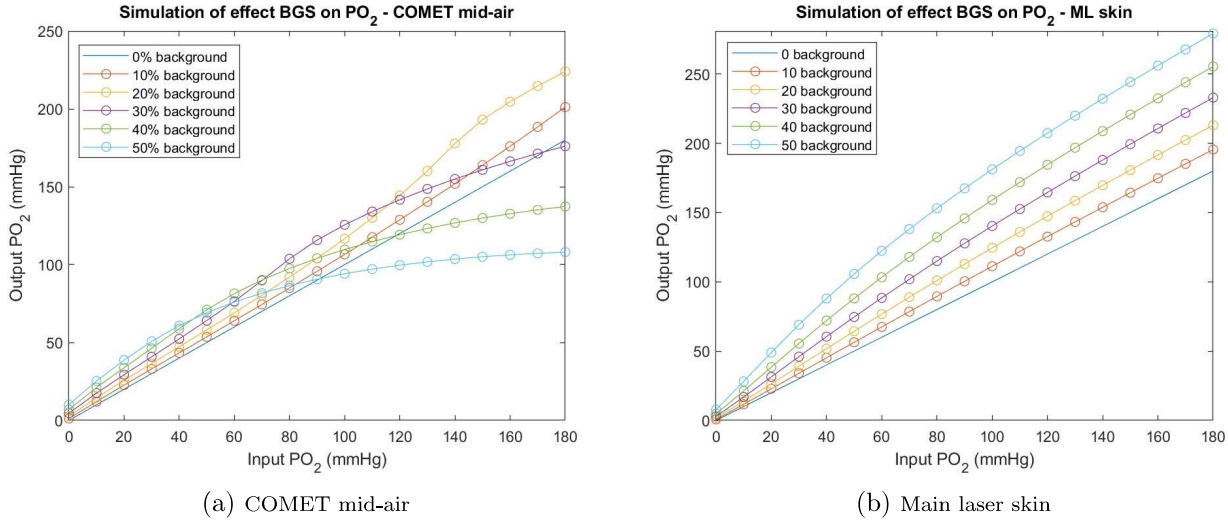 Simulation of effect BGS on PO2 - COMET mid-air
250
200
150
100
50
0
Output PO2 (mmHg)
0% background
10% background
20% background
30% background
40% background
50% background
0 20 40 60 80 100 120 140 160 180
Input PO2 (mmHg)
(a) COMET mid-air
Simulation of effect BGS on PO2 - ML skin
250
200
150
100
50
0
Output PO2 (mmHg)
0 background
10 background
20 background
30 background
40 background
50 background
0 20 40 60 80 100 120 140 160 180
Input PO2 (mmHg)
(b) Main laser skin